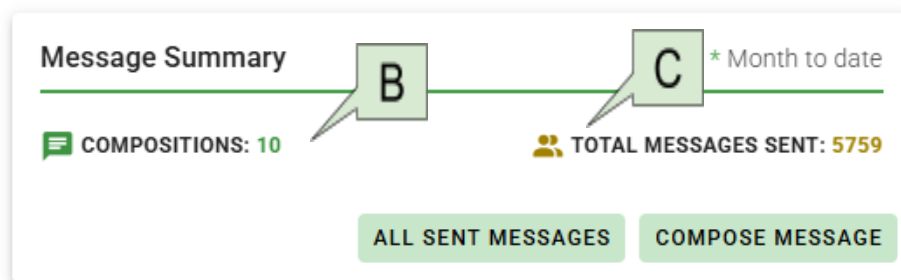 Message Summary
B
C
* Month to date
COMPOSITIONS: 10
TOTAL MESSAGES SENT: 5759
ALL SENT MESSAGES
COMPOSE MESSAGE